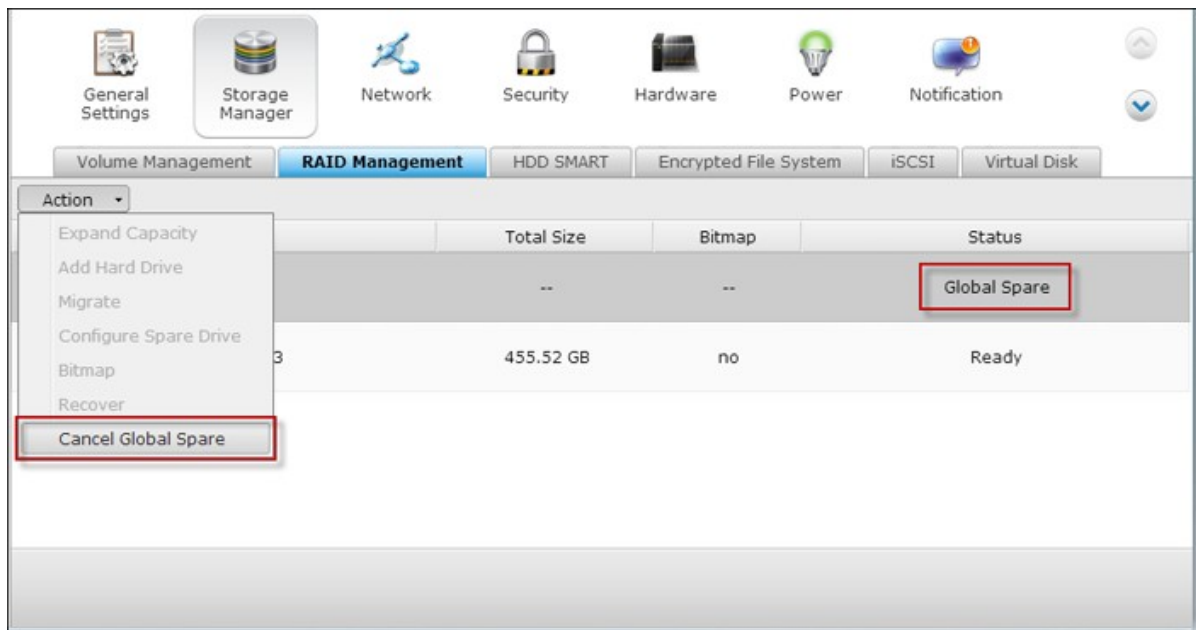 General Settings
Storage Manager
Network
Security
Hardware
Power
Notification
Volume Management
RAID Management
HDD SMART
Encrypted File System
iSCSI
Virtual Disk
Action
Total Size
Bitmap
Status
Expand Capacity
Add Hard Drive
Migrate
Configure Spare Drive
Bitmap
Recover
Cancel Global Spare
--
--
Global Spare
3
455.52 GB
no
Ready